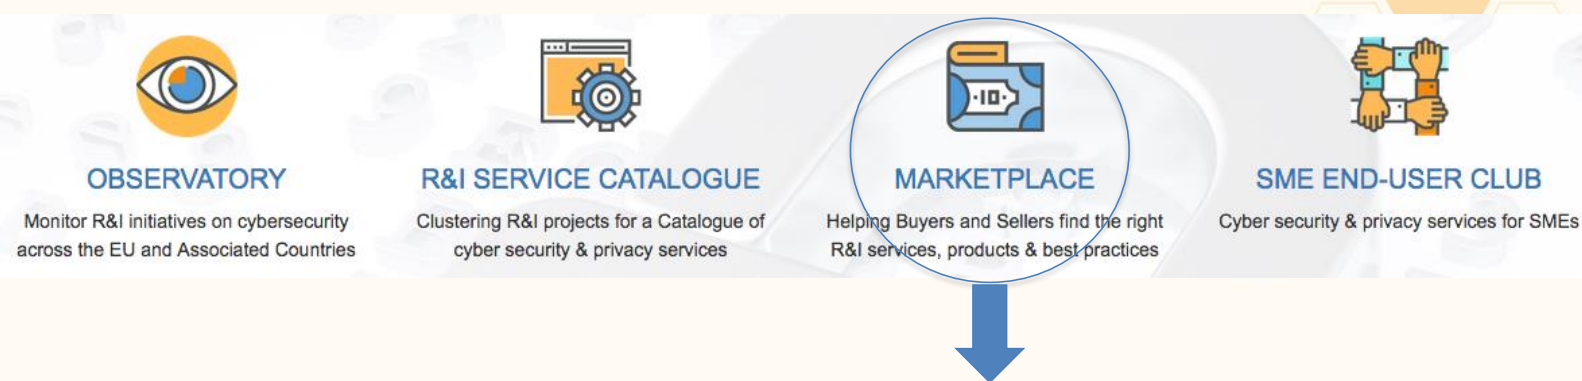 OBSERVATORY
Monitor R&I initiatives on cybersecurity
across the EU and Associated Countries
R&I SERVICE CATALOGUE
Clustering R&I projects for a Catalogue of
cyber security & privacy services
·10·
MARKETPLACE
Helping Buyers and Sellers find the right
R&I services, products & best practices
SME END-USER CLUB
Cyber security & privacy services for SMEs